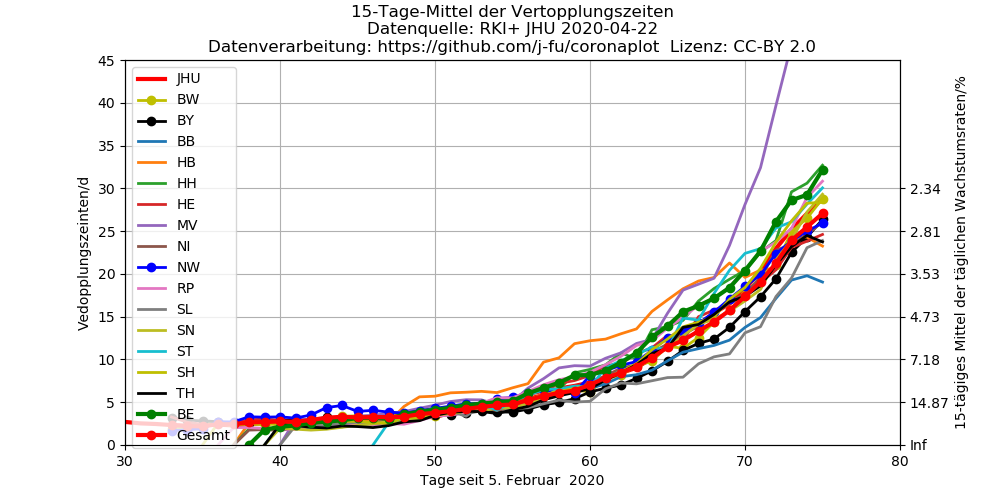 15-Tage-Mittel der Vertopplungszeiten
Datenquelle: RKI+ JHU 2020-04-22
Datenverarbeitung: https://github.com/j-fu/coronaplot  Lizenz: CC-BY 2.0
45
40
35
30
25
20
15
10
5
0
Vedopplungszeinten/d
JHU
BW
BY
BB
HB
HH
HE
MV
NI
NW
RP
SL
SN
ST
SH
TH
BE
Gesamt
2.34
2.81
3.53
4.73
7.18
14.87
Inf
15-tägiges Mittel der täglichen Wachstumsraten/%
30
40
50
60
70
80
Tage seit 5. Februar  2020